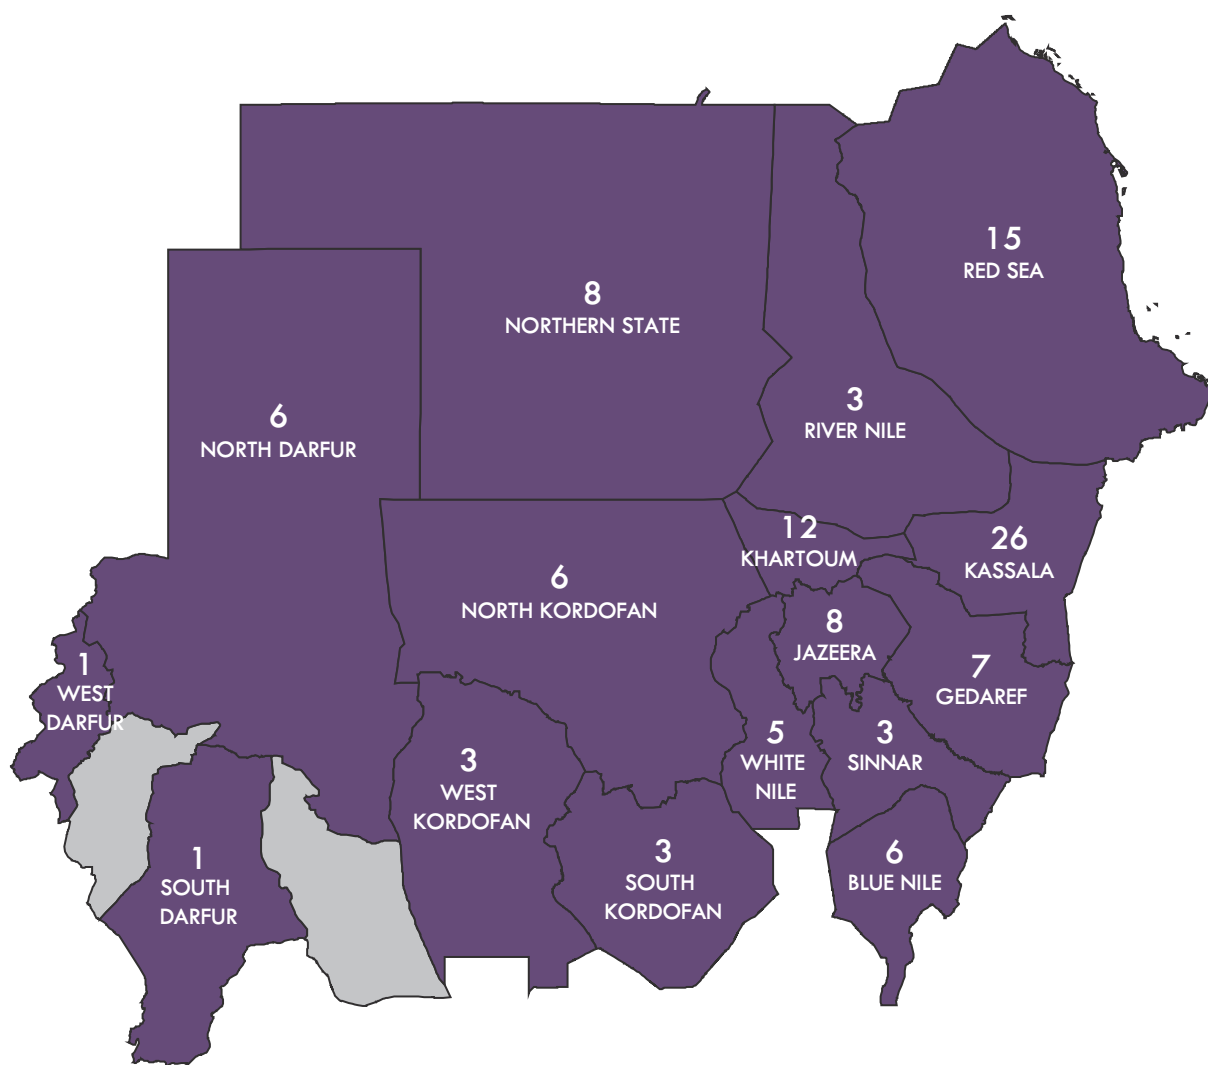 15
RED SEA
8
NORTHERN STATE
3
RIVER NILE
6
NORTH DARFUR
12
KHARTOUM
26
KASSALA
6
NORTH KORDOFAN
8
JAZEERA
1
WEST
DARFUR
7
GEDAREF
5
WHITE
NILE
3
SINNAR
3
WEST
KORDOFAN
3
SOUTH
KORDOFAN
6
BLUE NILE
1
SOUTH
DARFUR